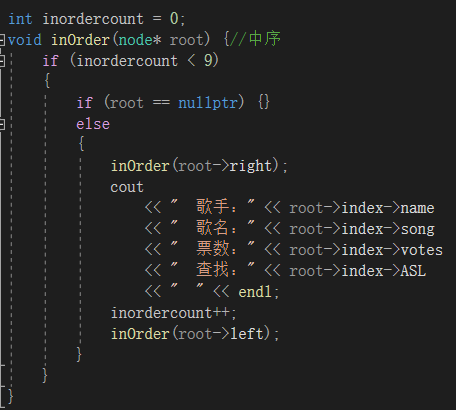 int inordercount = 0;
void inOrder(node* root) {//中序
    if (inordercount < 9)
    {
        if (root == nullptr) {}
        else
        {
            inOrder(root->right);
            cout
                << "  歌手：" << root->index->name
                << "  歌名：" << root->index->song
                << "  票数：" << root->index->votes
                << "  查找：" << root->index->ASL
                << "  " << endl;
            inordercount++;
            inOrder(root->left);
        }
    }
}